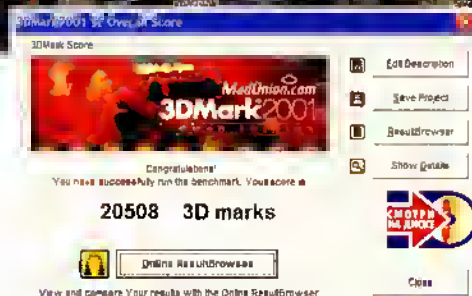 3DMark2001 SE Overall Score
3DMark Score
MadOnion.com
3DMark2001
Congratulations!
You have successfully run the benchmark. Your score is
20508 3D marks
Online ResultBrowser
View and compare Your results with the Online ResultBrowser
Edit Description
Save Project
ResultBrowser
Show Details
СМОТРИ
НА ДИСКЕ
Close